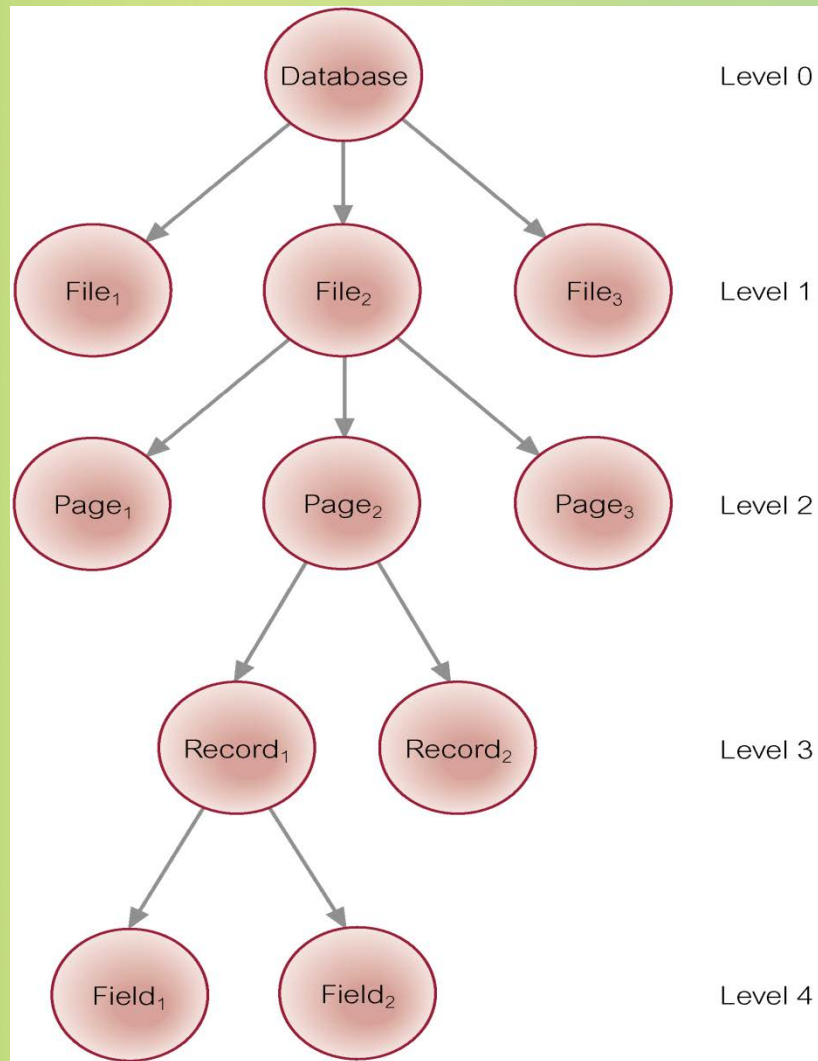 Database Level 0
File₁ File₂ File₃ Level 1
Page₁ Page₂ Page₃ Level 2
Record₁ Record₂ Level 3
Field₁ Field₂ Level 4